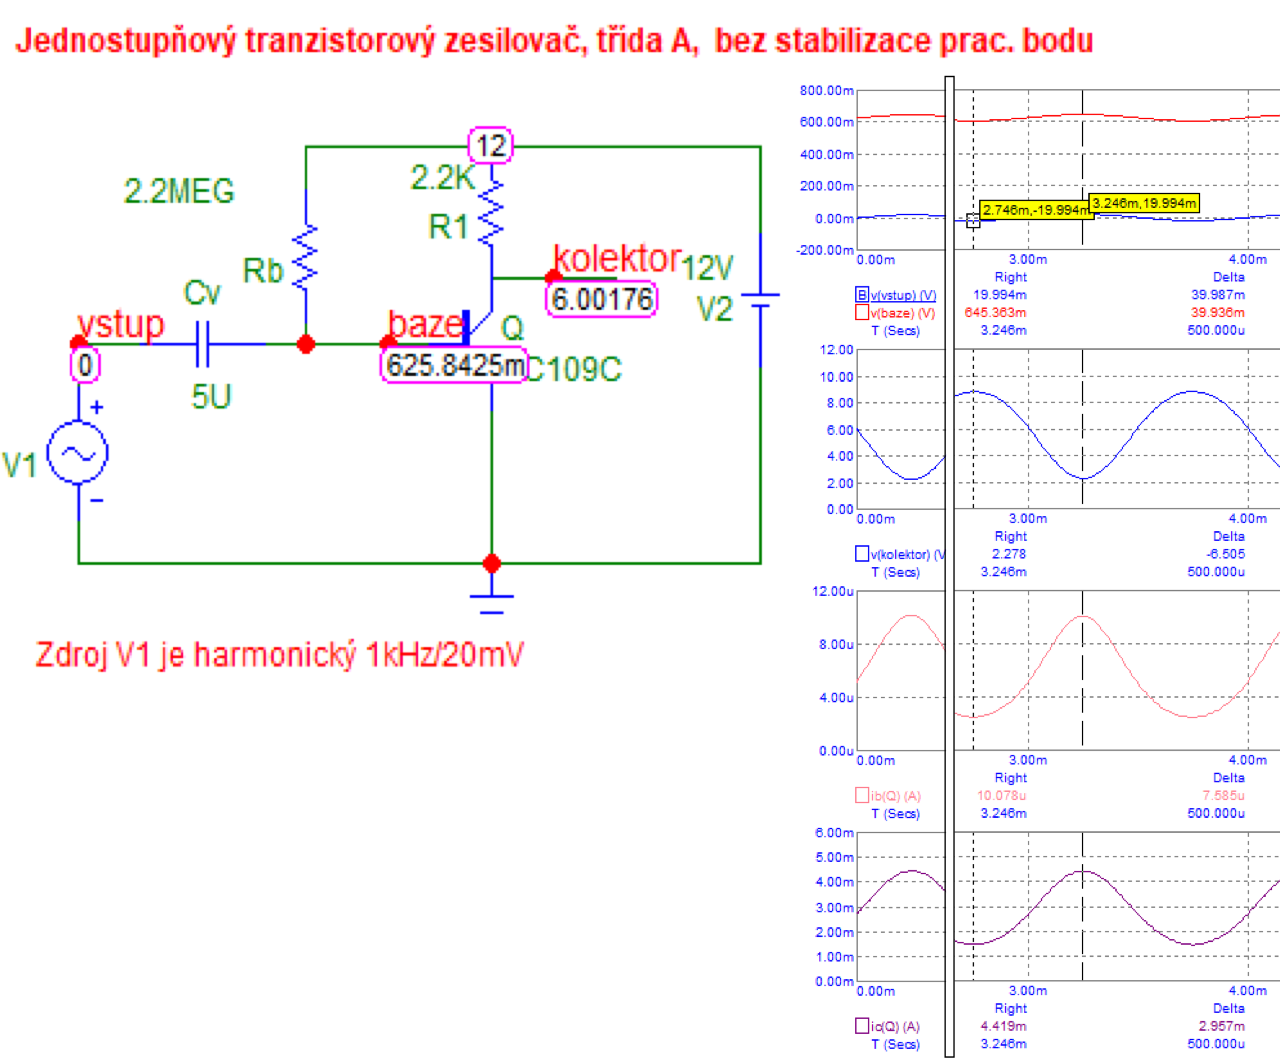 Jednostupňový tranzistorový zesilovač, třída A, bez stabilizace prac. bodu
12
2.2K
2.2MEG
R1
Rb
kolektor
12V
6.00176
V2
Cv
vstup
baze
Q
0
625.8425m
C109C
5U
+
V1
−
Zdroj V1 je harmonický 1kHz/20mV
800.00m
600.00m
400.00m
200.00m
0.00m
-200.00m
2.746m,-19.994m
3.246m,19.994m
0.00m 3.00m 4.00m
Right Delta
B v(vstup) (V) 19.994m 39.987m
v(baze) (V) 645.363m 39.936m
T (Secs) 3.246m 500.000u
12.00
10.00
8.00
6.00
4.00
2.00
0.00
0.00m 3.00m 4.00m
Right Delta
v(kolektor) (V 2.278 -6.505
T (Secs) 3.246m 500.000u
12.00u
8.00u
4.00u
0.00u
0.00m 3.00m 4.00m
Right Delta
ib(Q) (A) 10.078u 7.585u
T (Secs) 3.246m 500.000u
6.00m
5.00m
4.00m
3.00m
2.00m
1.00m
0.00m
0.00m 3.00m 4.00m
Right Delta
ic(Q) (A) 4.419m 2.957m
T (Secs) 3.246m 500.000u